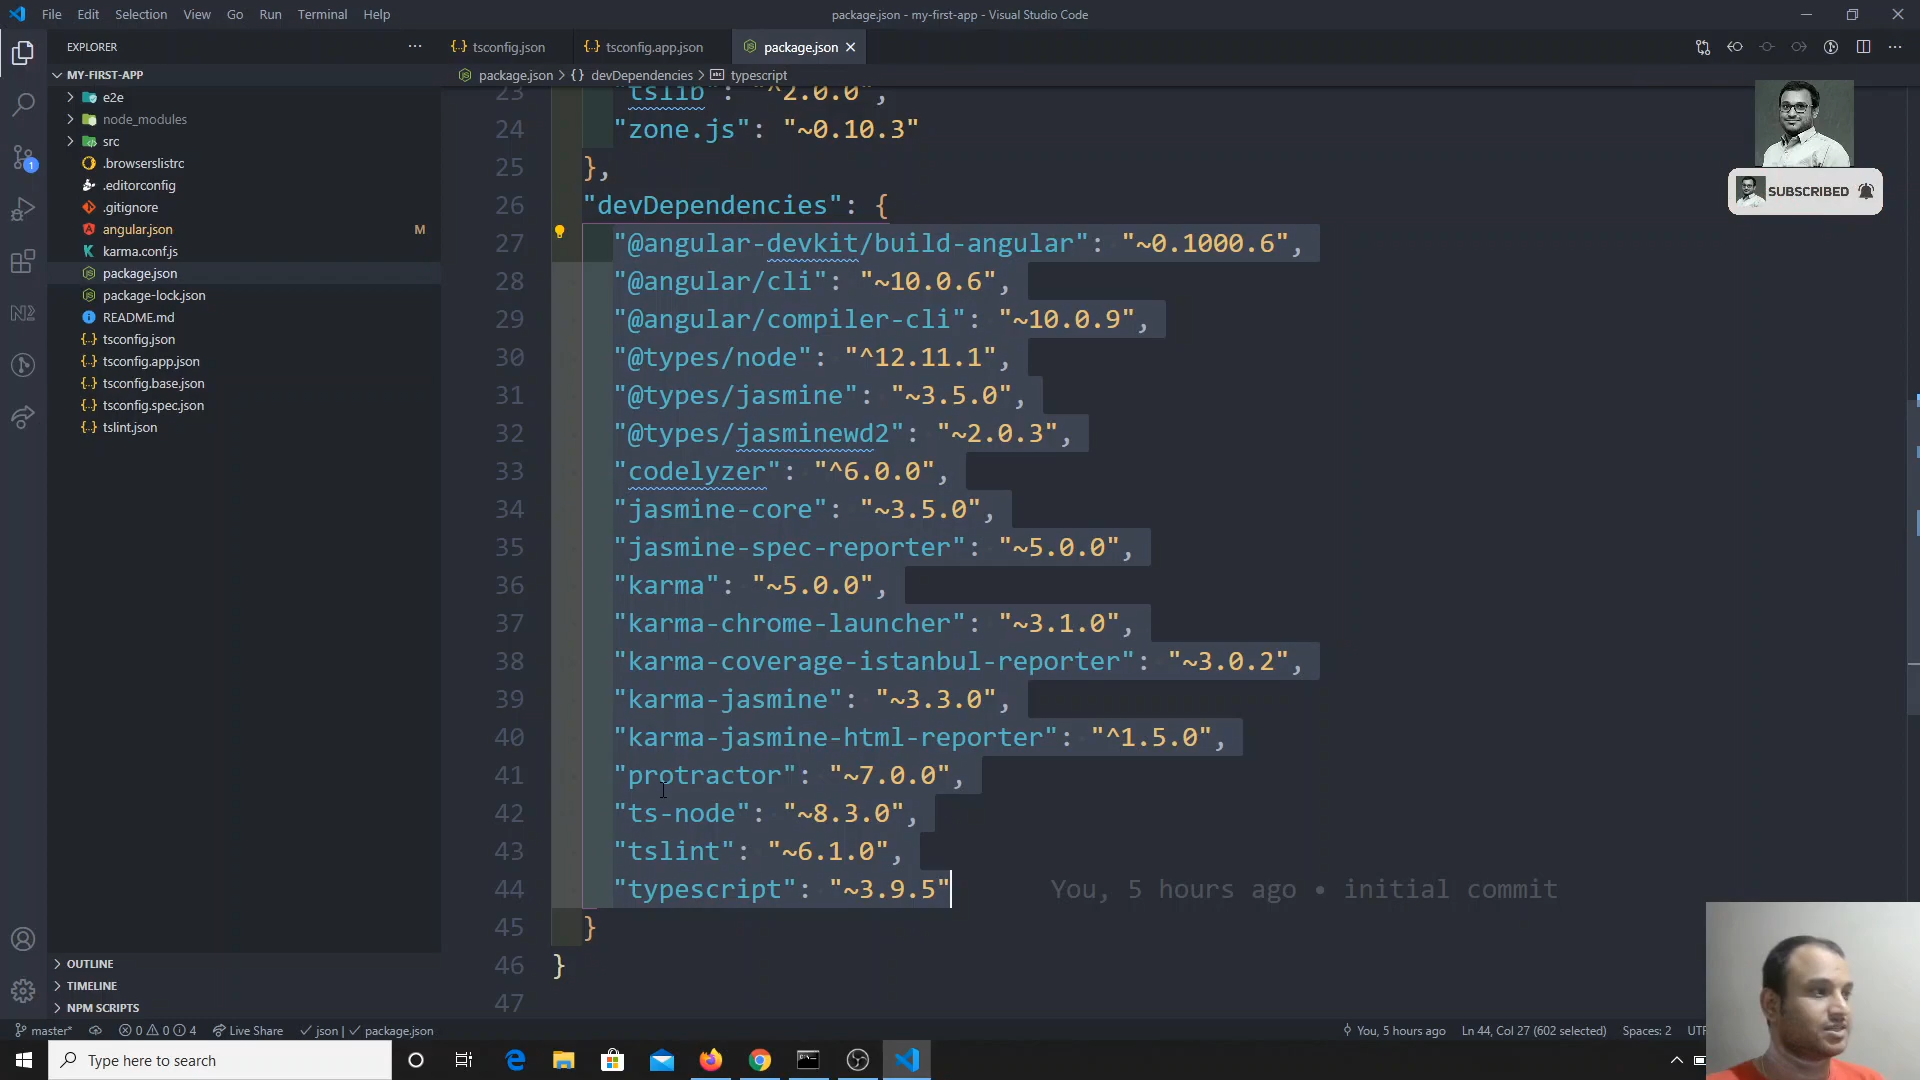 File Edit Selection View Go Run Terminal Help
package.json - my-first-app - Visual Studio Code
EXPLORER
MY-FIRST-APP
e2e
node_modules
src
.browserslistrc
.editorconfig
.gitignore
angular.json M
karma.conf.js
package.json
package-lock.json
README.md
tsconfig.json
tsconfig.app.json
tsconfig.base.json
tsconfig.spec.json
tslint.json
OUTLINE
TIMELINE
NPM SCRIPTS
tsconfig.json tsconfig.app.json package.json
package.json > {} devDependencies > typescript
23 "tslib": "^2.0.0",
24 "zone.js": "~0.10.3"
25 },
26 "devDependencies": {
27 "@angular-devkit/build-angular": "~0.1000.6",
28 "@angular/cli": "~10.0.6",
29 "@angular/compiler-cli": "~10.0.9",
30 "@types/node": "^12.11.1",
31 "@types/jasmine": "~3.5.0",
32 "@types/jasminewd2": "~2.0.3",
33 "codelyzer": "^6.0.0",
34 "jasmine-core": "~3.5.0",
35 "jasmine-spec-reporter": "~5.0.0",
36 "karma": "~5.0.0",
37 "karma-chrome-launcher": "~3.1.0",
38 "karma-coverage-istanbul-reporter": "~3.0.2",
39 "karma-jasmine": "~3.3.0",
40 "karma-jasmine-html-reporter": "^1.5.0",
41 "protractor": "~7.0.0",
42 "ts-node": "~8.3.0",
43 "tslint": "~6.1.0",
44 "typescript": "~3.9.5" You, 5 hours ago • initial commit
45 }
46 }
47
SUBSCRIBED
1
N2
master* 0 0 4 Live Share json | package.json
You, 5 hours ago Ln 44, Col 27 (602 selected) Spaces: 2 UT
Type here to search